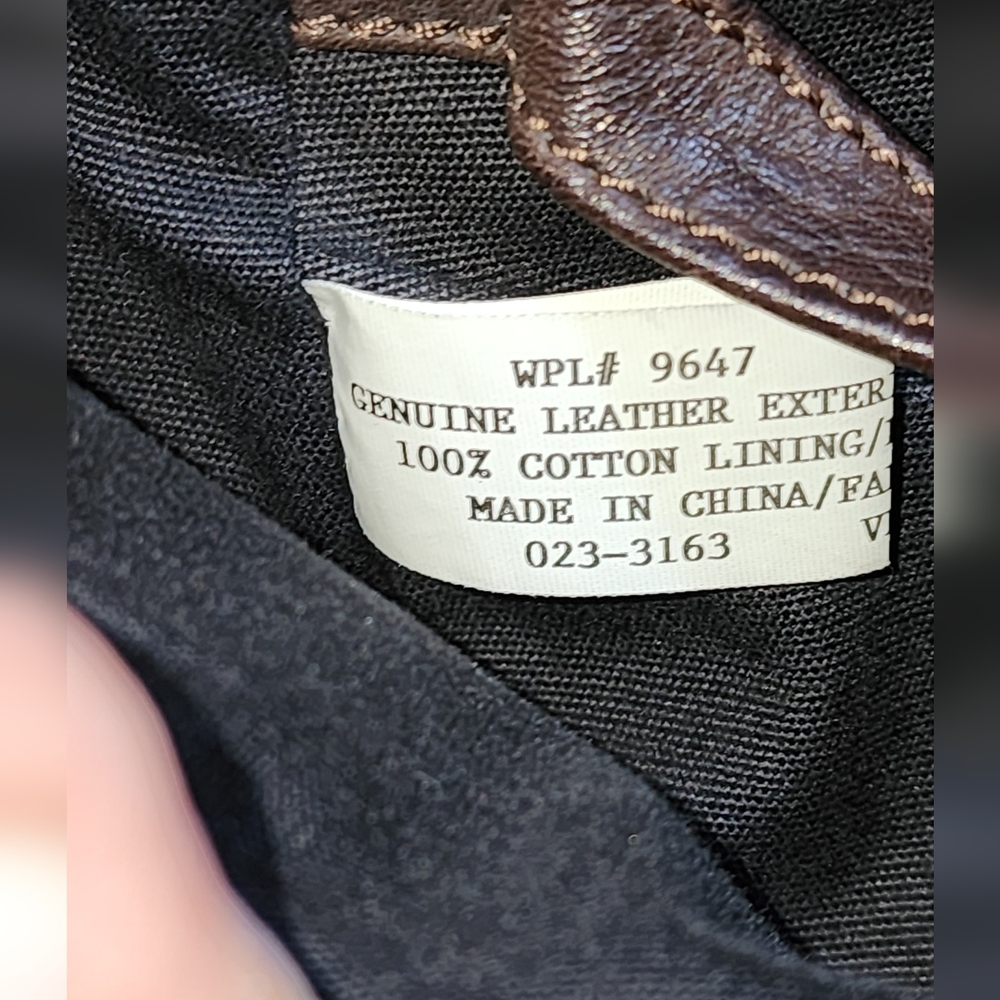 WPL# 9647
GENUINE LEATHER EXTER
100% COTTON LINING/
MADE IN CHINA/FA
023-3163